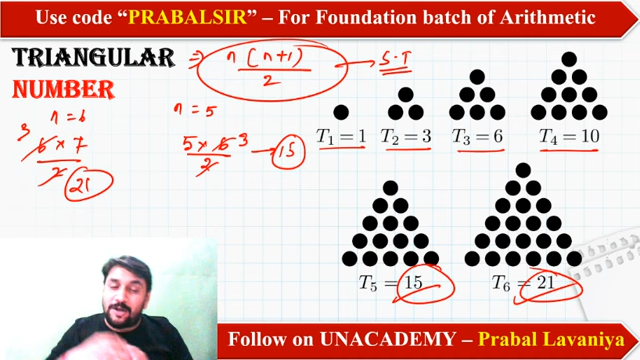 Use code “PRABALSIR” – For Foundation batch of Arithmetic
TRIANGULAR
NUMBER
⇒ n(n+1)/2 → S.T
n = 6
6 × 7 / 2
3
21
n = 5
5 × 6 / 2 → 15
3
T₁ = 1 T₂ = 3 T₃ = 6 T₄ = 10
T₅ = 15 T₆ = 21
Follow on UNACADEMY – Prabal Lavaniya